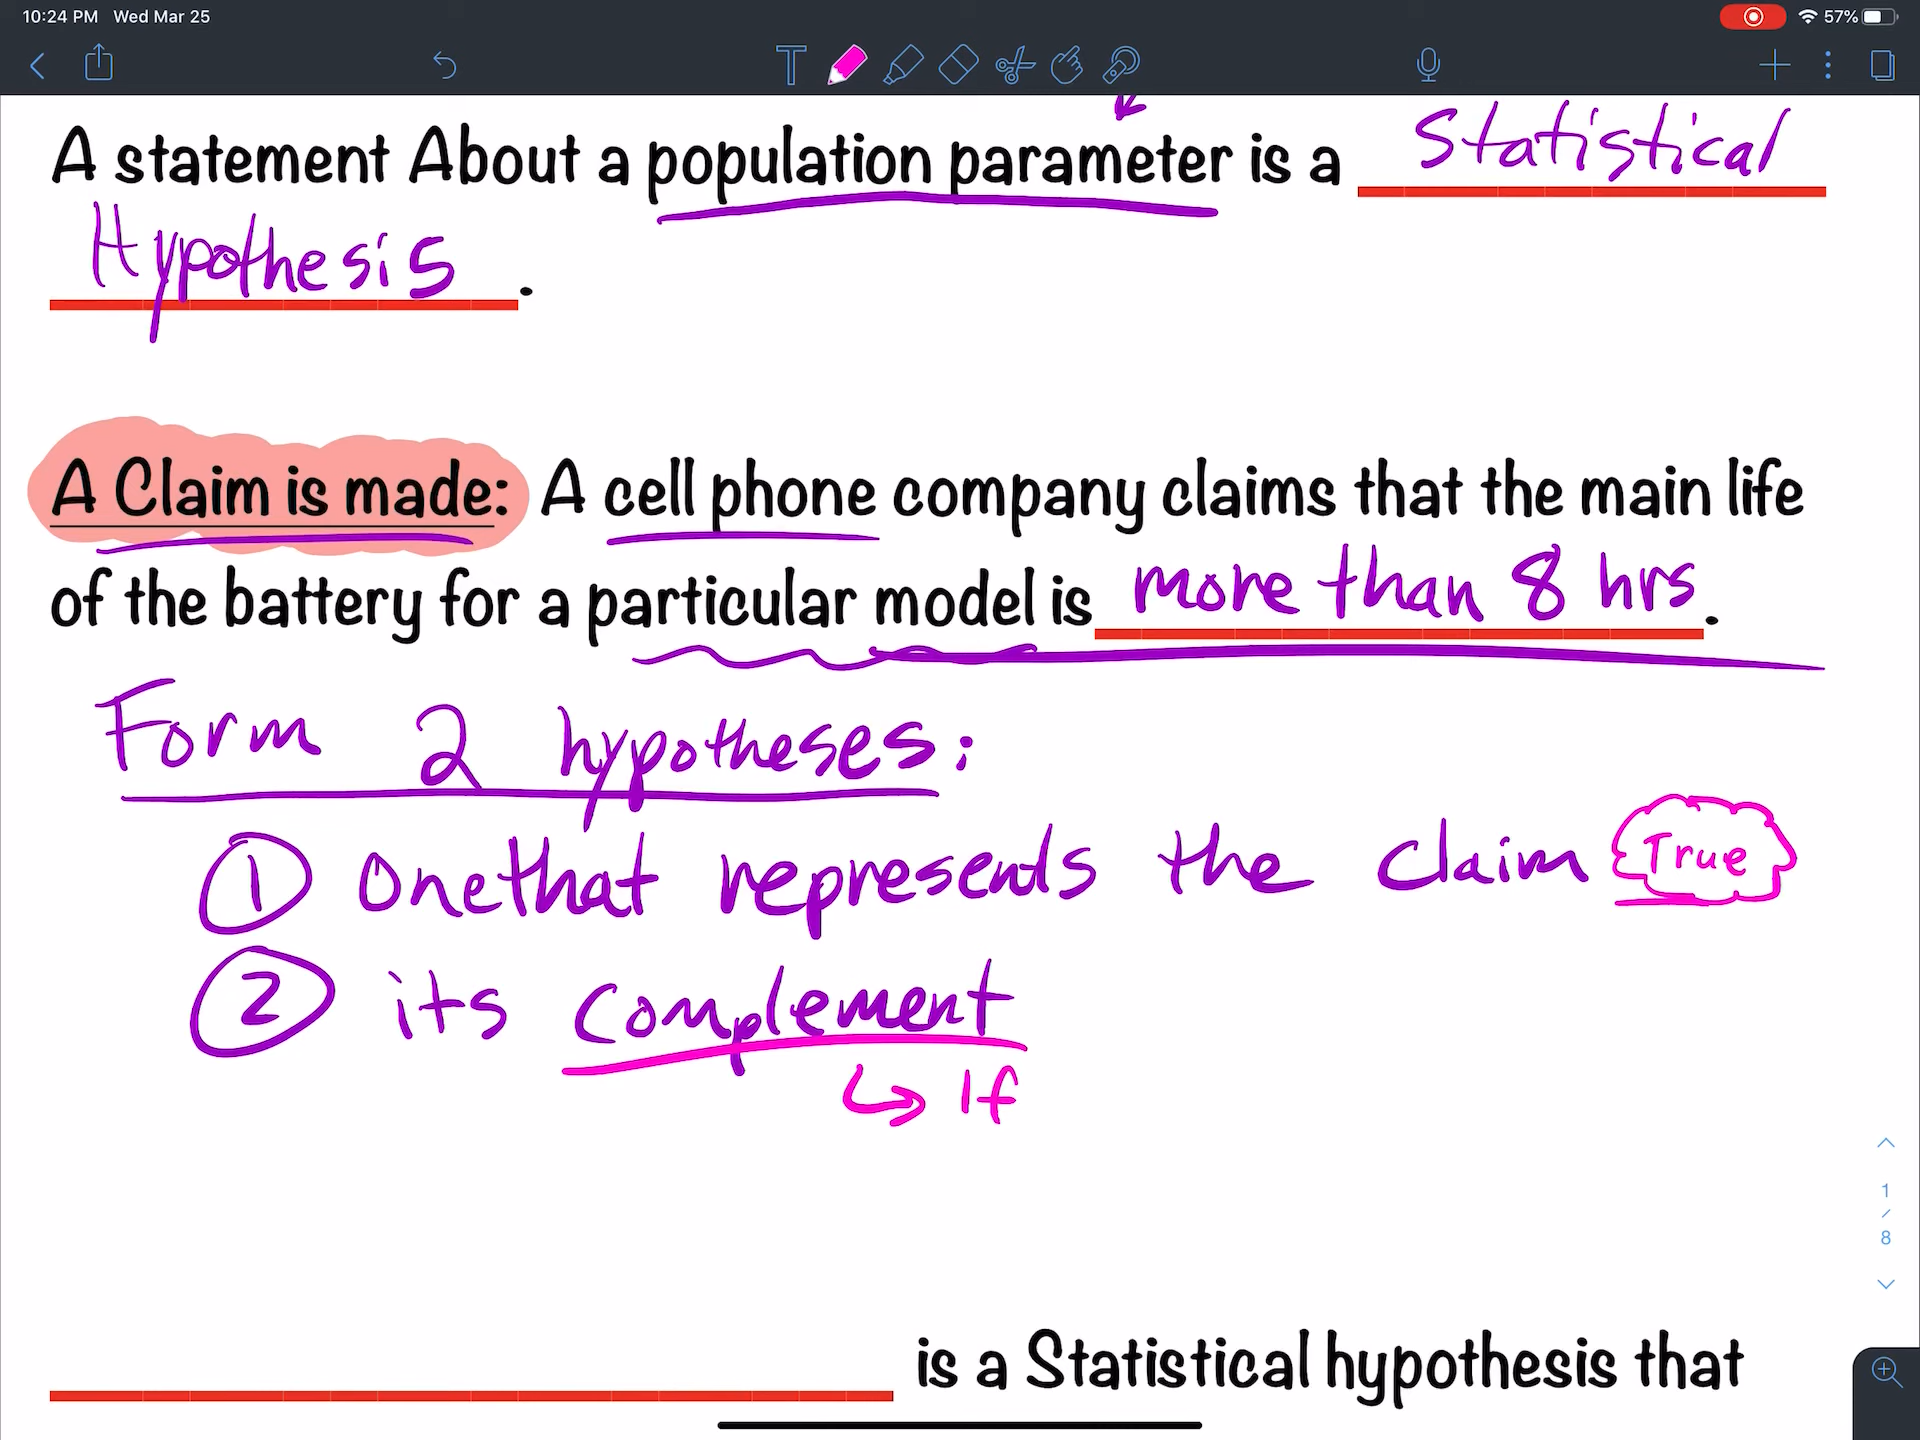 10:24 PM Wed Mar 25 57%
A statement About a population parameter is a Statistical
Hypothesis.
A Claim is made: A cell phone company claims that the main life
of the battery for a particular model is more than 8 hrs.
Form 2 hypotheses:
① One that represents the claim True
② its complement
↳ If
1
/
8
is a Statistical hypothesis that